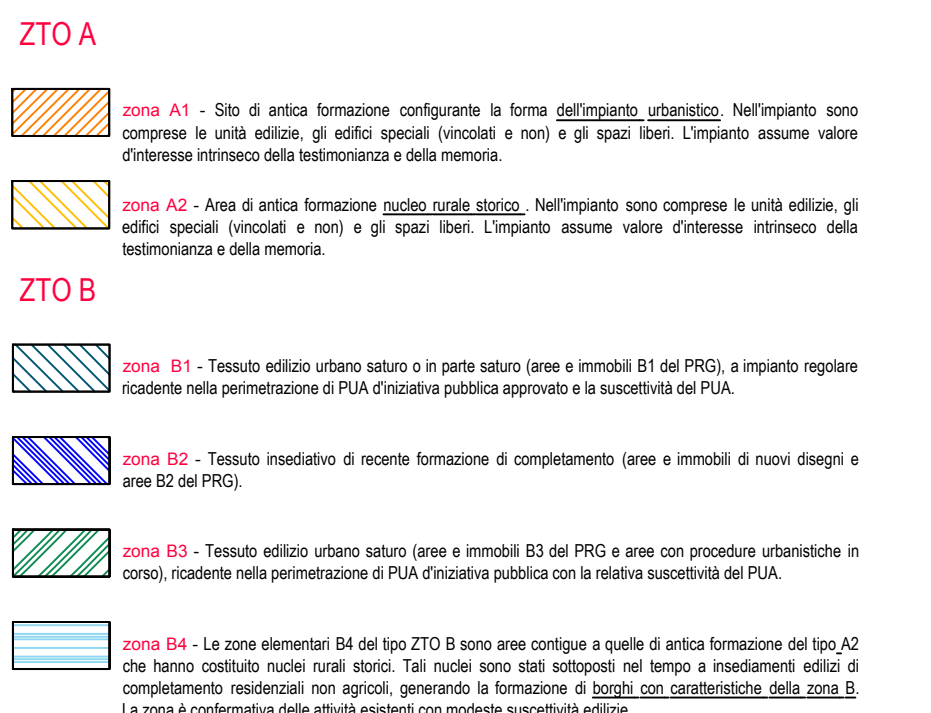 ZTO A
zona A1 - Sito di antica formazione configurante la forma dell'impianto urbanistico. Nell'impianto sono
comprese le unità edilizie, gli edifici speciali (vincolati e non) e gli spazi liberi. L'impianto assume valore
d'interesse intrinseco della testimonianza e della memoria.
zona A2 - Area di antica formazione nucleo rurale storico . Nell'impianto sono comprese le unità edilizie, gli
edifici speciali (vincolati e non) e gli spazi liberi. L'impianto assume valore d'interesse intrinseco della
testimonianza e della memoria.
ZTO B
zona B1 - Tessuto edilizio urbano saturo o in parte saturo (aree e immobili B1 del PRG), a impianto regolare
ricadente nella perimetrazione di PUA d'iniziativa pubblica approvato e la suscettività del PUA.
zona B2 - Tessuto insediativo di recente formazione di completamento (aree e immobili di nuovi disegni e
aree B2 del PRG).
zona B3 - Tessuto edilizio urbano saturo (aree e immobili B3 del PRG e aree con procedure urbanistiche in
corso), ricadente nella perimetrazione di PUA d'iniziativa pubblica con la relativa suscettività del PUA.
zona B4 - Le zone elementari B4 del tipo ZTO B sono aree contigue a quelle di antica formazione del tipo A2
che hanno costituito nuclei rurali storici. Tali nuclei sono stati sottoposti nel tempo a insediamenti edilizi di
completamento residenziali non agricoli, generando la formazione di borghi con caratteristiche della zona B.
La zona è confermativa delle attività esistenti con modeste suscettività edilizie.